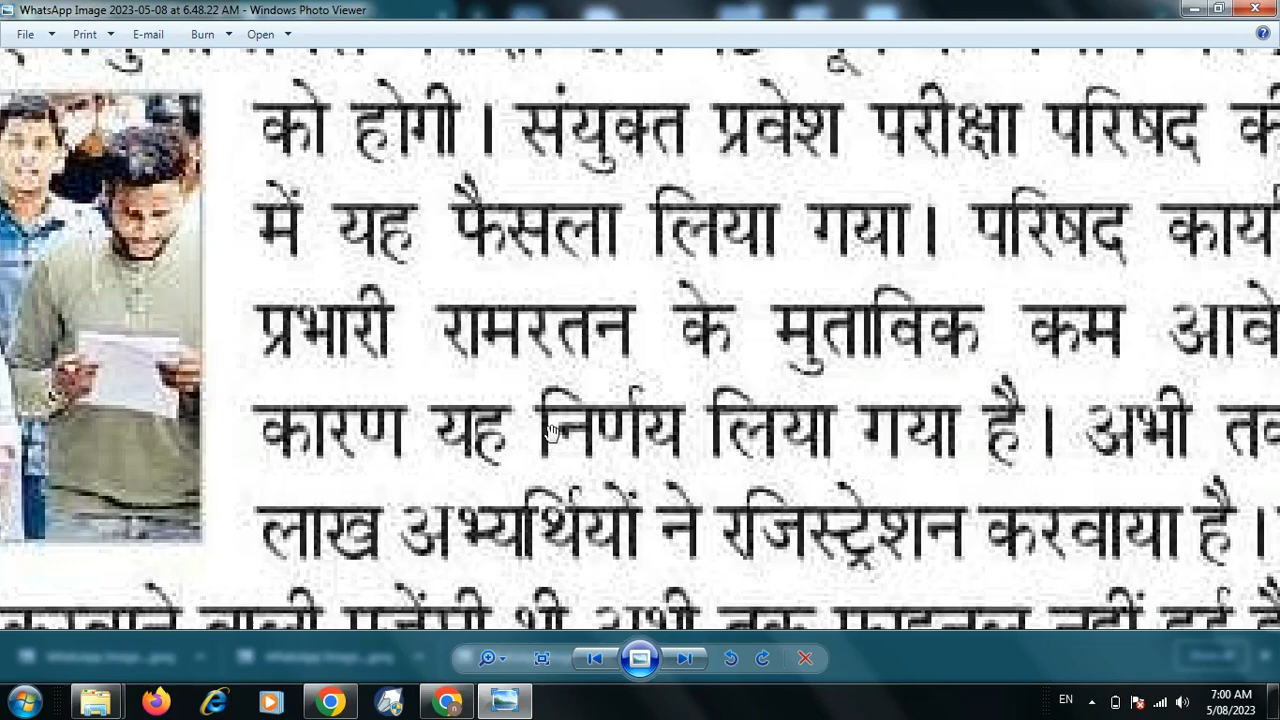 WhatsApp Image 2023-05-08 at 6.48.22 AM - Windows Photo Viewer
File Print E-mail Burn Open
को होगी। संयुक्त प्रवेश परीक्षा परिषद
में यह फैसला लिया गया। परिषद कार्य
प्रभारी रामरतन के मुताविक कम आवे
कारण यह निर्णय लिया गया है। अभी तक
लाख अभ्यर्थियों ने रजिस्ट्रेशन करवाया है।
EN
7:00 AM
5/08/2023